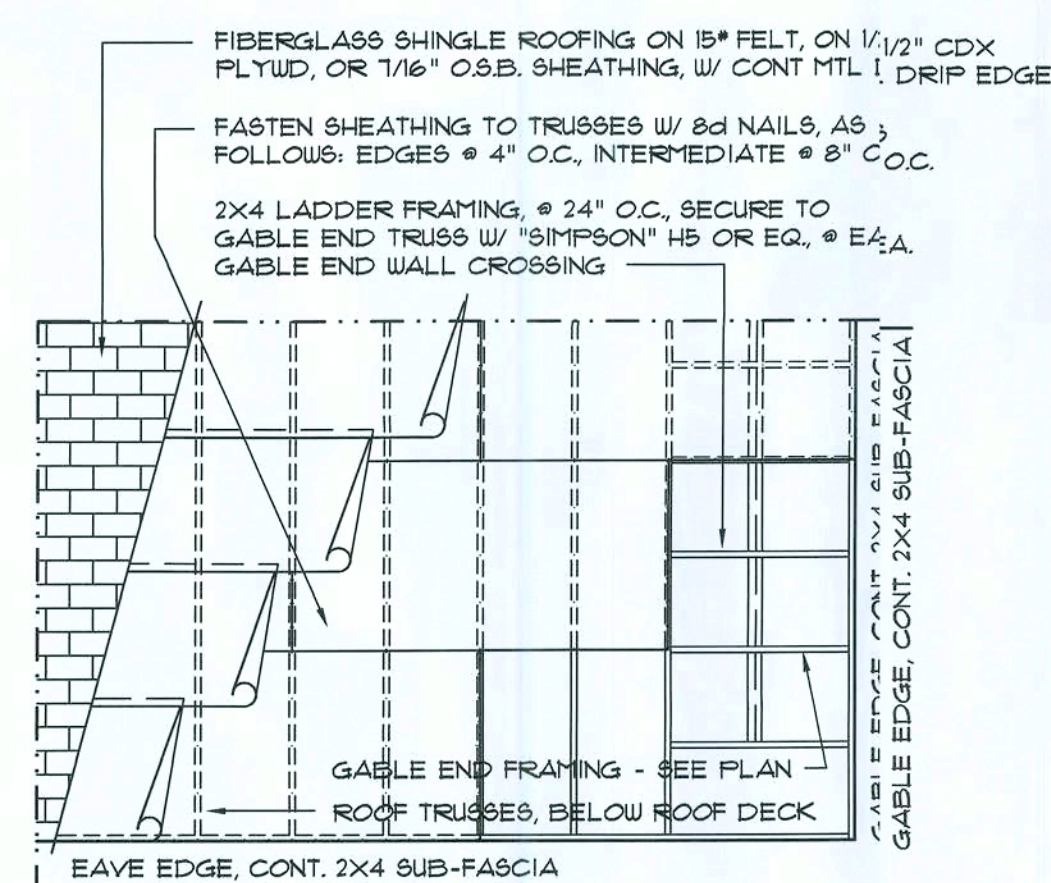 FIBERGLASS SHINGLE ROOFING ON 15# FELT, ON 1/2" CDX
PLYWD, OR 7/16" O.S.B. SHEATHING, W/ CONT MTL DRIP EDGE
FASTEN SHEATHING TO TRUSSES W/ 8d NAILS, AS
FOLLOWS: EDGES @ 4" O.C., INTERMEDIATE @ 8" O.C.
2X4 LADDER FRAMING, @ 24" O.C., SECURE TO
GABLE END TRUSS W/ "SIMPSON" H5 OR EQ., @ EA.
GABLE END WALL CROSSING
GABLE EDGE, CONT. 2X4 SUB-FASCIA
GABLE END FRAMING - SEE PLAN
ROOF TRUSSES, BELOW ROOF DECK
EAVE EDGE, CONT. 2X4 SUB-FASCIA